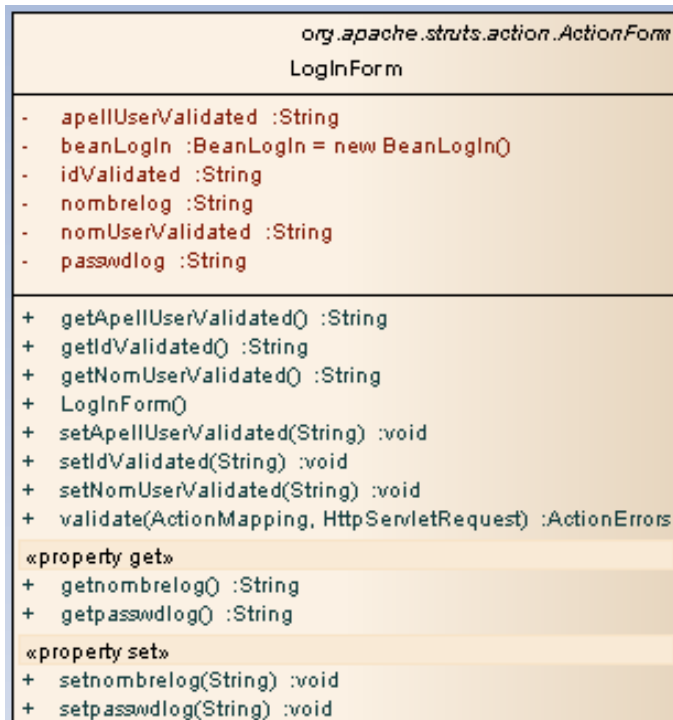 org.apache.struts.action.ActionForm
LogInForm
- apellUserValidated :String
- beanLogIn :BeanLogIn = new BeanLogIn()
- idValidated :String
- nombrelog :String
- nomUserValidated :String
- passwdlog :String
+ getApellUserValidated() :String
+ getIdValidated() :String
+ getNomUserValidated() :String
+ LogInForm()
+ setApellUserValidated(String) :void
+ setIdValidated(String) :void
+ setNomUserValidated(String) :void
+ validate(ActionMapping, HttpServletRequest) :ActionErrors
«property get»
+ getnombrelog() :String
+ getpasswdlog() :String
«property set»
+ setnombrelog(String) :void
+ setpasswdlog(String) :void